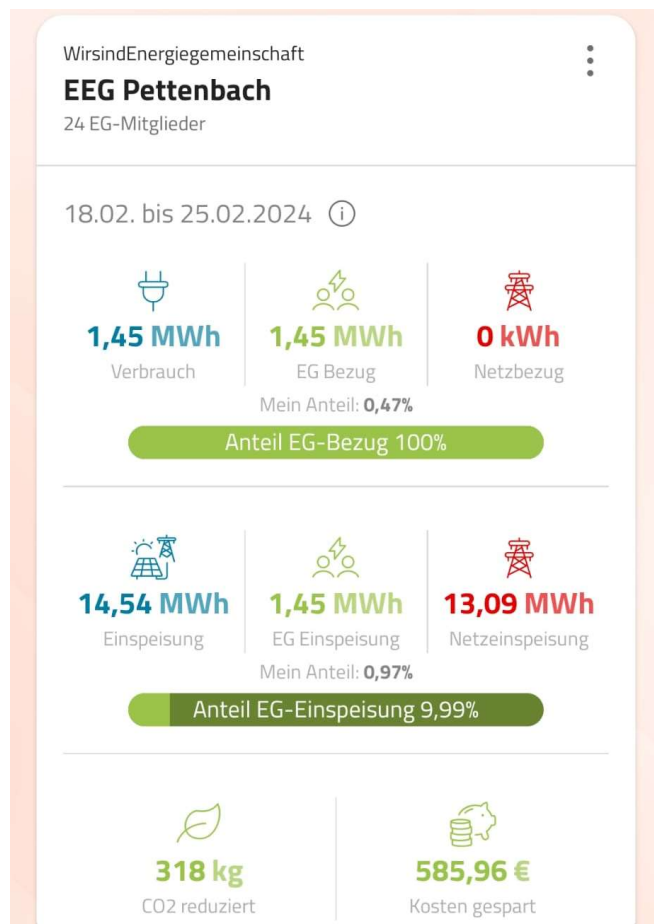 WirsindEnergiegemeinschaft
EEG Pettenbach
24 EG-Mitglieder
18.02. bis 25.02.2024
1,45 MWh 1,45 MWh 0 kWh
Verbrauch EG Bezug Netzbezug
Mein Anteil: 0,47%
Anteil EG-Bezug 100%
14,54 MWh 1,45 MWh 13,09 MWh
Einspeisung EG Einspeisung Netzeinspeisung
Mein Anteil: 0,97%
Anteil EG-Einspeisung 9,99%
318 kg 585,96 €
CO2 reduziert Kosten gespart